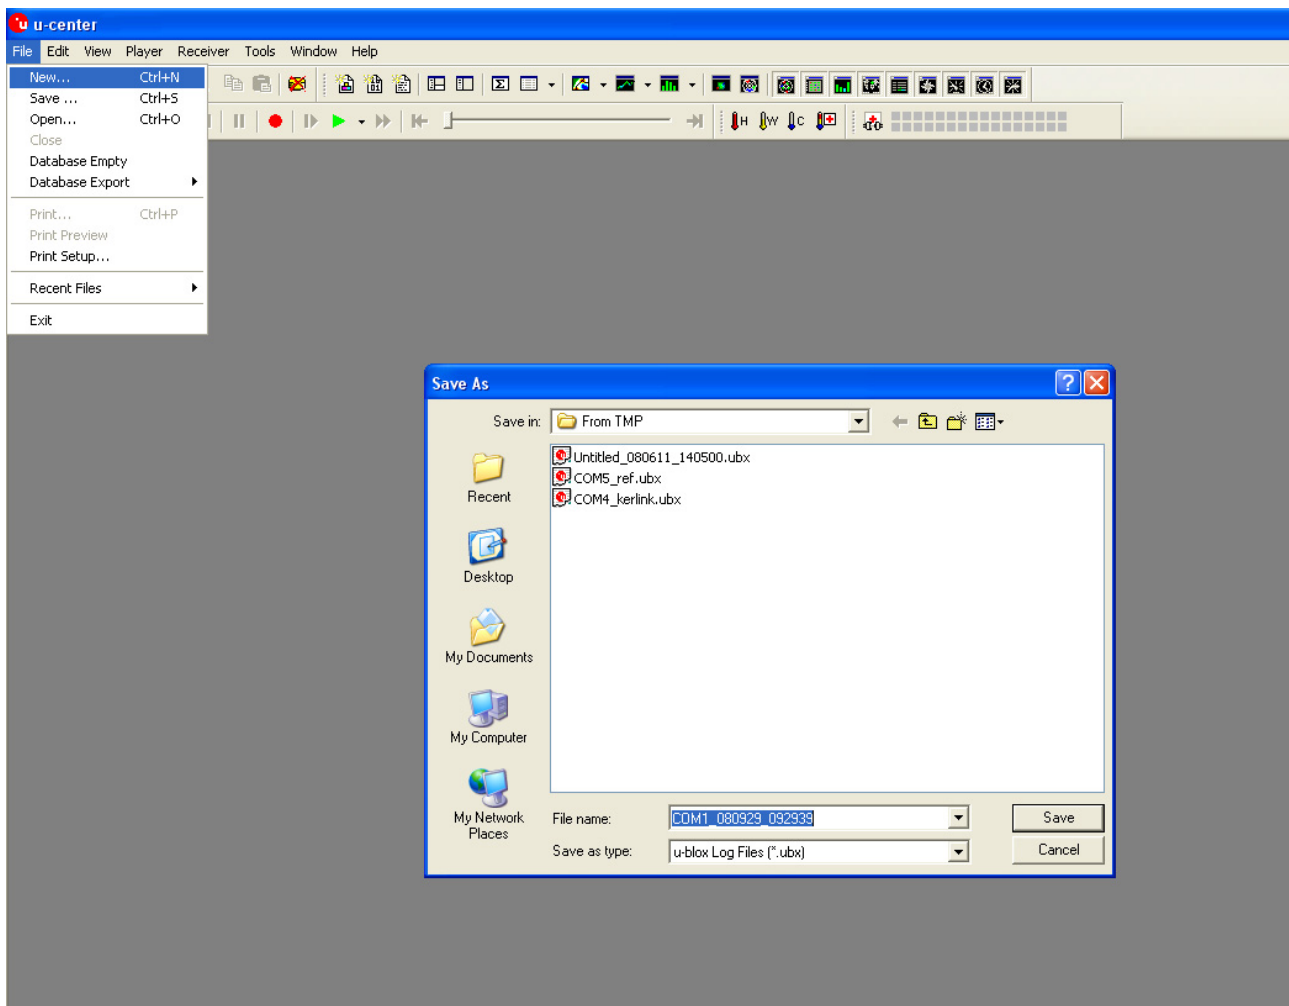 u-center
File Edit View Player Receiver Tools Window Help
New... Ctrl+N
Save ... Ctrl+S
Open... Ctrl+O
Close
Database Empty
Database Export
Print... Ctrl+P
Print Preview
Print Setup...
Recent Files
Exit
H W C
Save As
Save in: From TMP
Untitled_080611_140500.ubx
COM5_ref.ubx
COM4_kerlink.ubx
Recent
Desktop
My Documents
My Computer
My Network
Places
File name: COM1_080929_092939 Save
Save as type: u-blox Log Files (*.ubx) Cancel